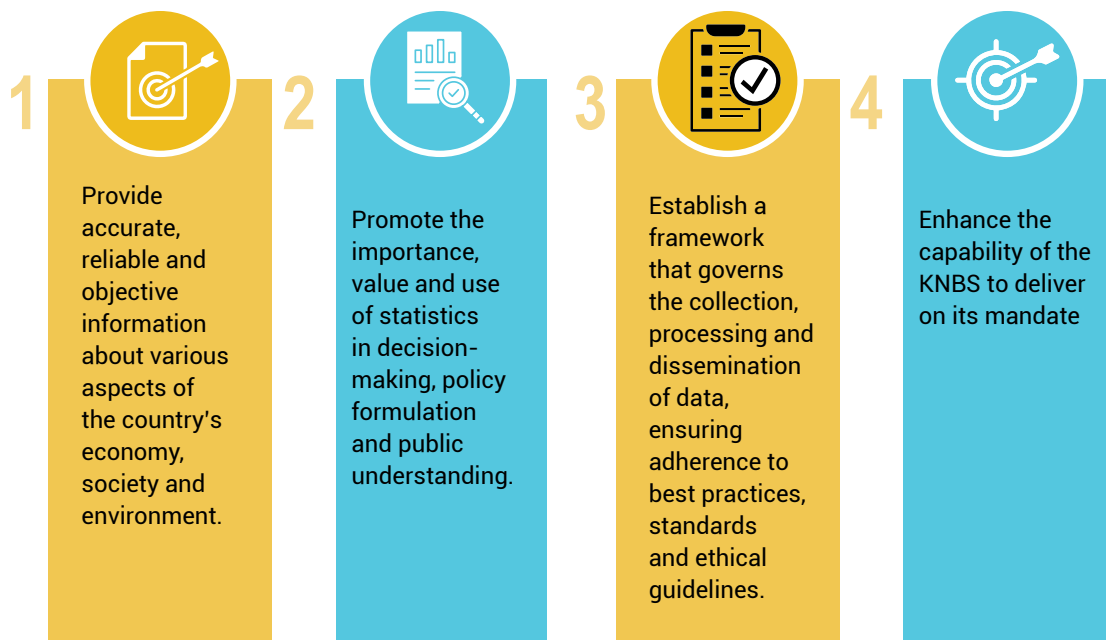 1
Provide
accurate,
reliable and
objective
information
about various
aspects of
the country's
economy,
society and
environment.
2
Promote the
importance,
value and use
of statistics
in decision-
making, policy
formulation
and public
understanding.
3
Establish a
framework
that governs
the collection,
processing and
dissemination
of data,
ensuring
adherence to
best practices,
standards
and ethical
guidelines.
4
Enhance the
capability of the
KNBS to deliver
on its mandate